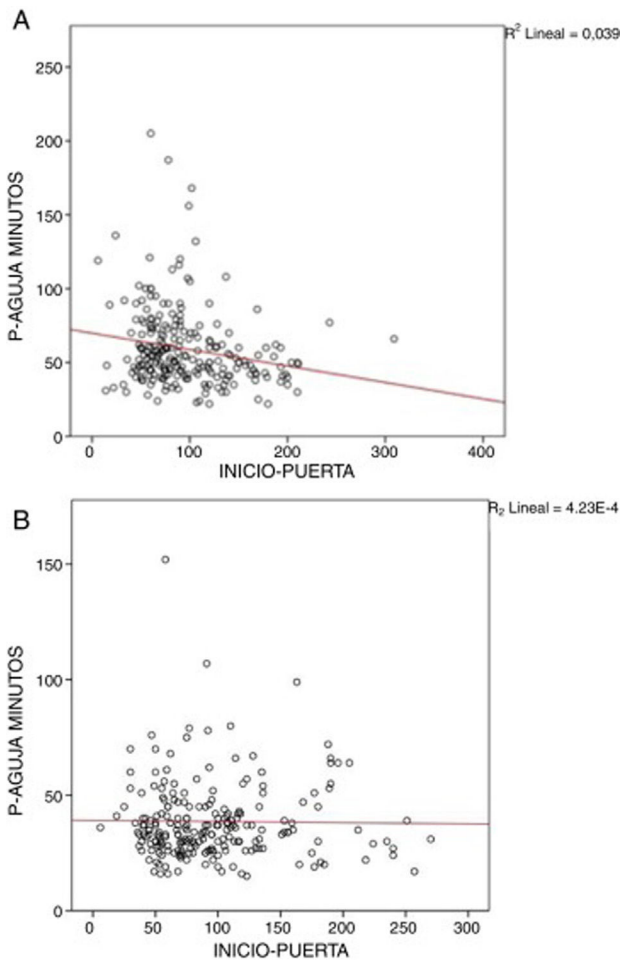 A
R² Lineal = 0,039
250
200
150
100
50
0
P-AGUJA MINUTOS
0 100 200 300 400
INICIO-PUERTA
B
R₂ Lineal = 4.23E-4
150
100
50
0
P-AGUJA MINUTOS
0 50 100 150 200 250 300
INICIO-PUERTA